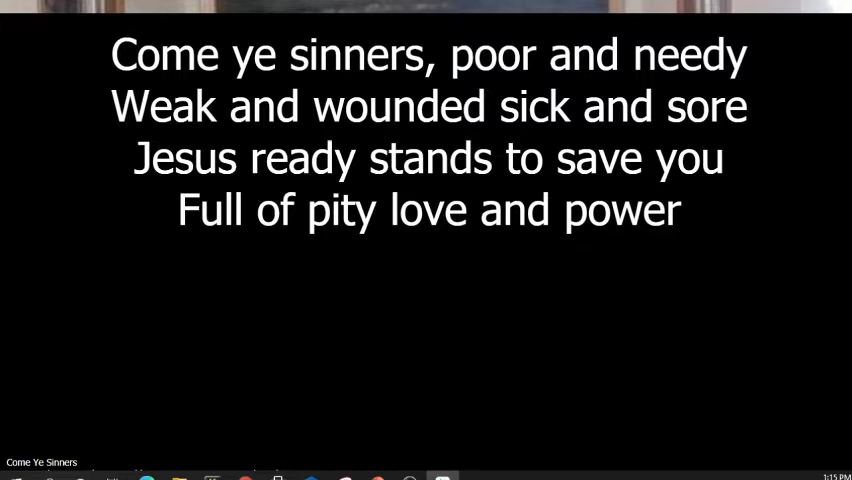 Come ye sinners, poor and needy
Weak and wounded sick and sore
Jesus ready stands to save you
Full of pity love and power
Come Ye Sinners
1:15 PM